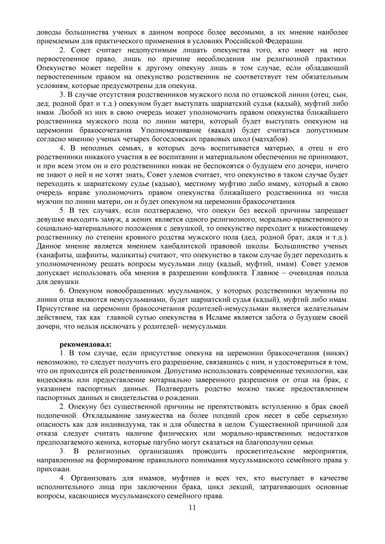 доводы большинства ученых в данном вопросе более весомыми, а их мнение наиболее
приемлемым для практического применения в условиях Российской Федерации.
2. Совет считает недопустимым лишать опекунства того, кто имеет на него
первостепенное право, лишь по причине несоблюдения им религиозной практики.
Опекунство может перейти к другому опекуну лишь в том случае, если обладающий
первостепенным правом на опекунство родственник не соответствует тем обязательным
условиям, которые предусмотрены для опекуна.
3. В случае отсутствия родственников мужского пола по отцовской линии (отец, сын,
дед, родной брат и т.д.) опекуном будет выступать шариатский судья (кадый), муфтий либо
имам. Любой из них в свою очередь может уполномочить правом опекунства ближайшего
родственника мужского пола по линии матери, который будет выступать опекуном на
церемонии бракосочетания. Уполномачивание (вакаля) будет считаться допустимым
согласно мнению ученых четырех богословских правовых школ (мазхабов).
4. В неполных семьях, в которых дочь воспитывается матерью, а отец и его
родственники никакого участия в ее воспитании и материальном обеспечении не принимают,
и при всем этом он и его родственники никак не беспокоятся о будущем его дочери, ничего
не знают о ней и не хотят знать, Совет улемов считает, что опекунство в таком случае будет
переходить к шариатскому судье (кадыю), местному муфтию либо имаму, который в свою
очередь вправе уполномочить правом опекунства ближайшего родственника из числа
мужчин по линии матери, он и будет опекуном на церемонии бракосочетания.
5. В тех случаях, если подтверждено, что опекун без веской причины запрещает
девушке выходить замуж, а жених является одного религиозного, морально-нравственного и
социально-материального положения с девушкой, то опекунство переходит к нижестоящему
родственнику по степени кровного родства мужского пола (дед, родной брат, дядя и т.д.).
Данное мнение является мнением ханбалитской правовой школы. Большинство ученых
(ханафиты, шафииты, маликиты) считают, что опекунство в таком случае будет переходить к
уполномоченному решать вопросы мусульман лицу (кадый, муфтий, имам). Совет улемов
допускает использовать оба мнения в разрешении конфликта. Главное – очевидная польза
для девушки.
6. Опекуном новообращенных мусульманок, у которых родственники мужчины по
линии отца являются немусульманами, будет шариатский судья (кадый), муфтий либо имам.
Присутствие на церемонии бракосочетания родителей-немусульман является желательным
действием, так как главной сутью опекунства в Исламе является забота о будущем своей
дочери, что нельзя исключать у родителей- немусульман.
рекомендовал:
1. В том случае, если присутствие опекуна на церемонии бракосочетания (никях)
невозможно, то следует получить его разрешение, связавшись с ним, и удостовериться в том,
что он приходится ей родственником. Допустимо использовать современные технологии, как
видеосвязь или предоставление нотариально заверенного разрешения от отца на брак, с
указанием паспортных данных. Подтвердить родство можно также предоставлением
паспортных данных и свидетельства о рождении.
2. Опекуну без существенной причины не препятствовать вступлению в брак своей
подопечной. Откладывание замужества на более поздний срок несет в себе серьезную
опасность как для индивидуума, так и для общества в целом. Существенной причиной для
отказа следует считать наличие физических или морально-нравственных недостатков
предполагаемого жениха, которые пагубно могут сказаться на благополучии семьи.
3. В религиозных организациях проводить просветительские мероприятия,
направленные на формирование правильного понимания мусульманского семейного права у
прихожан.
4. Организовать для имамов, муфтиев и всех тех, кто выступает в качестве
исполнительного лица при заключении брака, цикл лекций, затрагивающих основные
вопросы, касающиеся мусульманского семейного права.
11